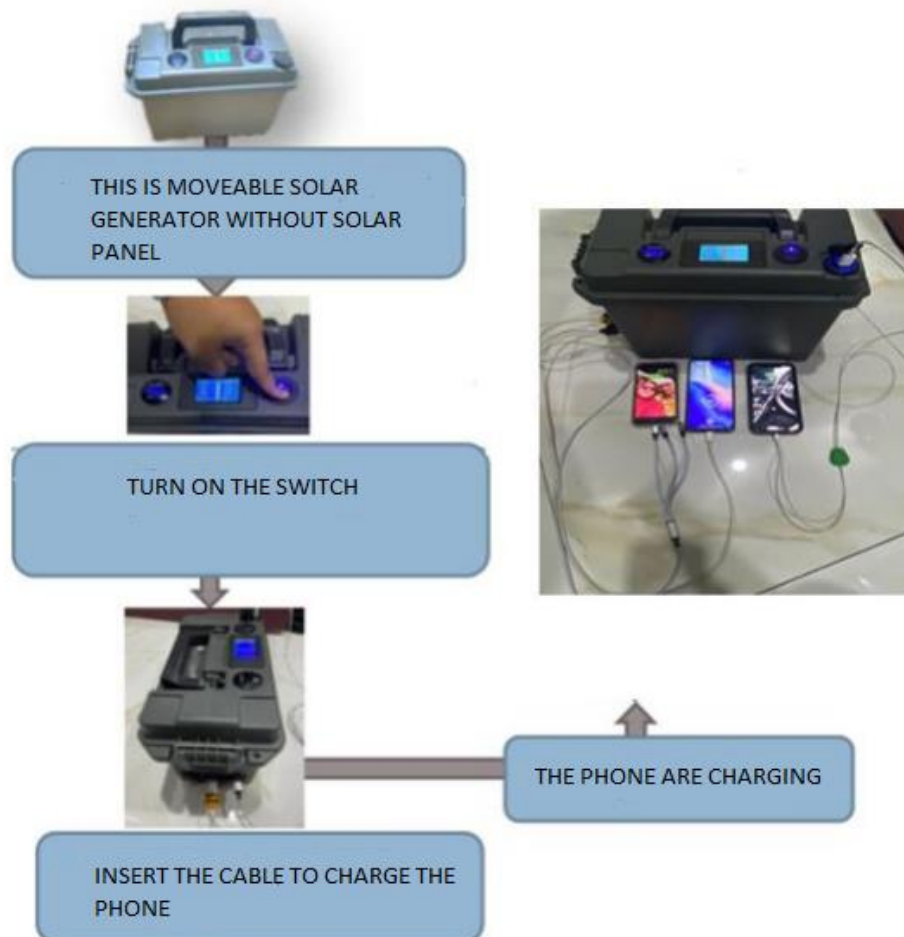 THIS IS MOVEABLE SOLAR
GENERATOR WITHOUT SOLAR
PANEL
TURN ON THE SWITCH
INSERT THE CABLE TO CHARGE THE
PHONE
THE PHONE ARE CHARGING